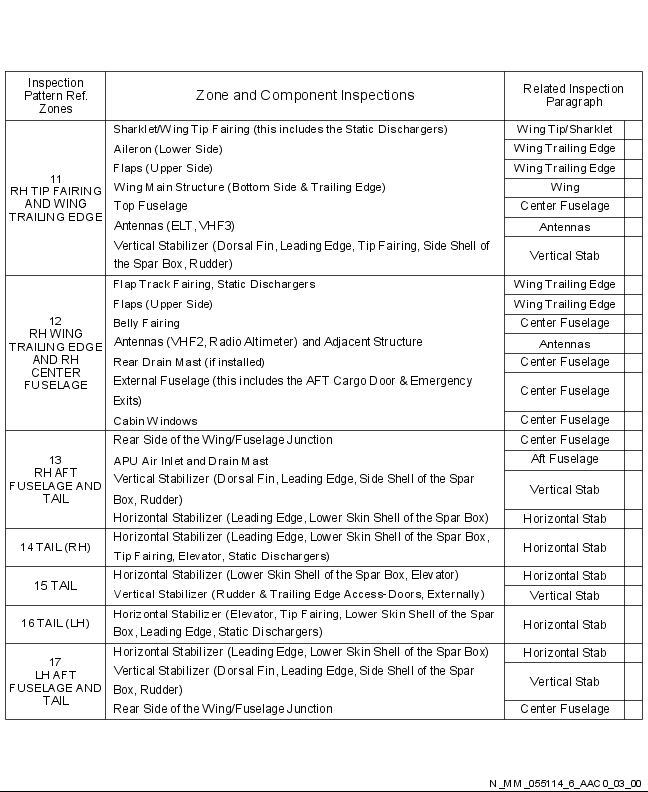 Inspection
Pattern Ref.
Zones
Zone and Component Inspections
Related Inspection
Paragraph
11
RH TIP FAIRING
AND WING
TRAILING EDGE
Sharklet/Wing Tip Fairing (this includes the Static Dischargers)
Wing Tip/Sharklet
Aileron (Lower Side)
Wing Trailing Edge
Flaps (Upper Side)
Wing Trailing Edge
Wing Main Structure (Bottom Side & Trailing Edge)
Wing
Top Fuselage
Center Fuselage
Antennas (ELT, VHF3)
Antennas
Vertical Stabilizer (Dorsal Fin, Leading Edge, Tip Fairing, Side Shell of
the Spar Box, Rudder)
Vertical Stab
12
RH WING
TRAILING EDGE
AND RH
CENTER
FUSELAGE
Flap Track Fairing, Static Dischargers
Wing Trailing Edge
Flaps (Upper Side)
Wing Trailing Edge
Belly Fairing
Center Fuselage
Antennas (VHF2, Radio Altimeter) and Adjacent Structure
Antennas
Rear Drain Mast (if installed)
Center Fuselage
External Fuselage (this includes the AFT Cargo Door & Emergency
Exits)
Center Fuselage
Cabin Windows
Center Fuselage
13
RH AFT
FUSELAGE AND
TAIL
Rear Side of the Wing/Fuselage Junction
Center Fuselage
APU Air Inlet and Drain Mast
Aft Fuselage
Vertical Stabilizer (Dorsal Fin, Leading Edge, Side Shell of the Spar
Box, Rudder)
Vertical Stab
Horizontal Stabilizer (Leading Edge, Lower Skin Shell of the Spar Box)
Horizontal Stab
14 TAIL (RH)
Horizontal Stabilizer (Leading Edge, Lower Skin Shell of the Spar Box,
Tip Fairing, Elevator, Static Dischargers)
Horizontal Stab
15 TAIL
Horizontal Stabilizer (Lower Skin Shell of the Spar Box, Elevator)
Horizontal Stab
Vertical Stabilizer (Rudder & Trailing Edge Access-Doors, Externally)
Vertical Stab
16 TAIL (LH)
Horizontal Stabilizer (Elevator, Tip Fairing, Lower Skin Shell of the Spar
Box, Leading Edge, Static Dischargers)
Horizontal Stab
17
LH AFT
FUSELAGE AND
TAIL
Horizontal Stabilizer (Leading Edge, Lower Skin Shell of the Spar Box)
Horizontal Stab
Vertical Stabilizer (Dorsal Fin, Leading Edge, Side Shell of the Spar
Box, Rudder)
Vertical Stab
Rear Side of the Wing/Fuselage Junction
Center Fuselage
N_MM_055114_6_AAC0_03_00